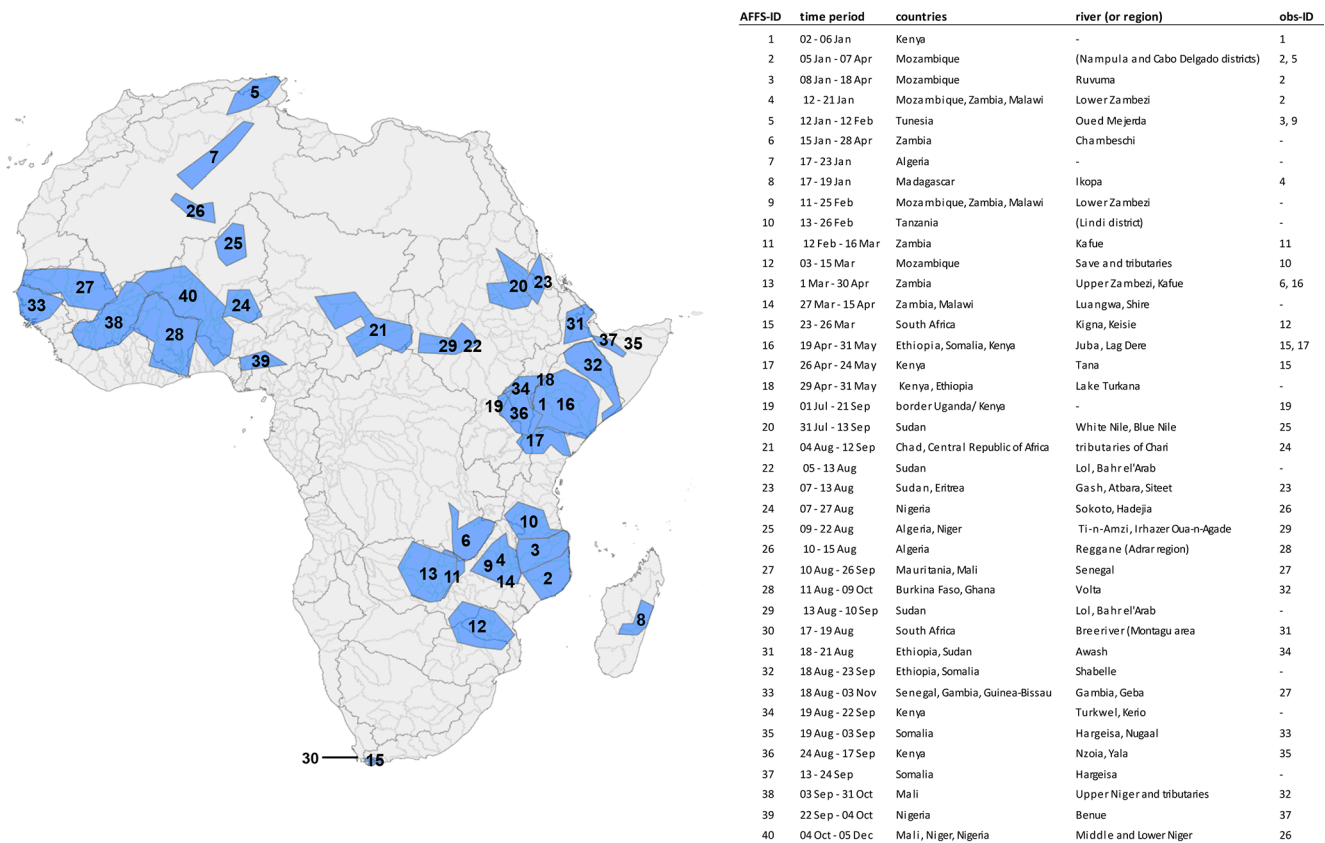 5
7
26
25
27
33
40
24
38
28
39
21
29 22
20 23
31
37 35
32
18
34
19
1 16
36
17
10
6
3
4
9
13 11 14
2
12
8
30 15
AFFS-ID time period countries river (or region) obs-ID
1 02 - 06 Jan Kenya - 1
2 05 Jan - 07 Apr Mozambique (Nampula and Cabo Delgado districts) 2, 5
3 08 Jan - 18 Apr Mozambique Ruvuma 2
4 12 - 21 Jan Mozambique, Zambia, Malawi Lower Zambezi 2
5 12 Jan - 12 Feb Tunesia Oued Mejerda 3, 9
6 15 Jan - 28 Apr Zambia Chambeschi -
7 17 - 23 Jan Algeria - -
8 17 - 19 Jan Madagascar Ikopa 4
9 11 - 25 Feb Mozambique, Zambia, Malawi Lower Zambezi -
10 13 - 26 Feb Tanzania (Lindi district) -
11 12 Feb - 16 Mar Zambia Kafue 11
12 03 - 15 Mar Mozambique Save and tributaries 10
13 1 Mar - 30 Apr Zambia Upper Zambezi, Kafue 6, 16
14 27 Mar - 15 Apr Zambia, Malawi Luangwa, Shire -
15 23 - 26 Mar South Africa Kigna, Keisie 12
16 19 Apr - 31 May Ethiopia, Somalia, Kenya Juba, Lag Dere 15, 17
17 26 Apr - 24 May Kenya Tana 15
18 29 Apr - 31 May Kenya, Ethiopia Lake Turkana -
19 01 Jul - 21 Sep border Uganda/ Kenya - 19
20 31 Jul - 13 Sep Sudan White Nile, Blue Nile 25
21 04 Aug - 12 Sep Chad, Central Republic of Africa tributaries of Chari 24
22 05 - 13 Aug Sudan Lol, Bahr el'Arab -
23 07 - 13 Aug Sudan, Eritrea Gash, Atbara, Siteet 23
24 07 - 27 Aug Nigeria Sokoto, Hadejia 26
25 09 - 22 Aug Algeria, Niger Ti-n-Amzi, Irhazer Oua-n-Agade 29
26 10 - 15 Aug Algeria Reggane (Adrar region) 28
27 10 Aug - 26 Sep Mauritania, Mali Senegal 27
28 11 Aug - 09 Oct Burkina Faso, Ghana Volta 32
29 13 Aug - 10 Sep Sudan Lol, Bahr el'Arab -
30 17 - 19 Aug South Africa Breeriver (Montagu area 31
31 18 - 21 Aug Ethiopia, Sudan Awash 34
32 18 Aug - 23 Sep Ethiopia, Somalia Shabelle -
33 18 Aug - 03 Nov Senegal, Gambia, Guinea-Bissau Gambia, Geba 27
34 19 Aug - 22 Sep Kenya Turkwel, Kerio -
35 19 Aug - 03 Sep Somalia Hargeisa, Nugaal 33
36 24 Aug - 17 Sep Kenya Nzoia, Yala 35
37 13 - 24 Sep Somalia Hargeisa -
38 03 Sep - 31 Oct Mali Upper Niger and tributaries 32
39 22 Sep - 04 Oct Nigeria Benue 37
40 04 Oct - 05 Dec Mali, Niger, Nigeria Middle and Lower Niger 26